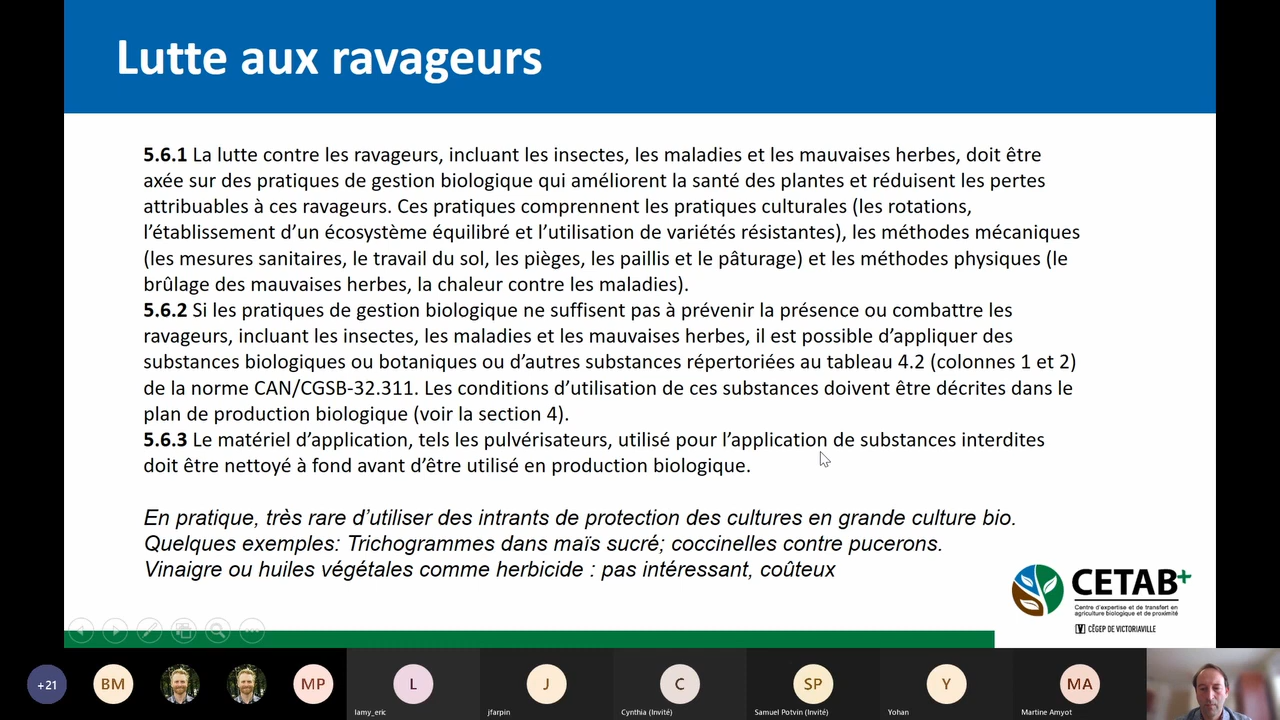 Lutte aux ravageurs
5.6.1 La lutte contre les ravageurs, incluant les insectes, les maladies et les mauvaises herbes, doit être
axée sur des pratiques de gestion biologique qui améliorent la santé des plantes et réduisent les pertes
attribuables à ces ravageurs. Ces pratiques comprennent les pratiques culturales (les rotations,
l'établissement d'un écosystème équilibré et l'utilisation de variétés résistantes), les méthodes mécaniques
(les mesures sanitaires, le travail du sol, les pièges, les paillis et le pâturage) et les méthodes physiques (le
brûlage des mauvaises herbes, la chaleur contre les maladies).
5.6.2 Si les pratiques de gestion biologique ne suffisent pas à prévenir la présence ou combattre les
ravageurs, incluant les insectes, les maladies et les mauvaises herbes, il est possible d'appliquer des
substances biologiques ou botaniques ou d'autres substances répertoriées au tableau 4.2 (colonnes 1 et 2)
de la norme CAN/CGSB-32.311. Les conditions d'utilisation de ces substances doivent être décrites dans le
plan de production biologique (voir la section 4).
5.6.3 Le matériel d'application, tels les pulvérisateurs, utilisé pour l'application de substances interdites
doit être nettoyé à fond avant d'être utilisé en production biologique.
En pratique, très rare d'utiliser des intrants de protection des cultures en grande culture bio.
Quelques exemples: Trichogrammes dans maïs sucré; coccinelles contre pucerons.
Vinaigre ou huiles végétales comme herbicide : pas intéressant, coûteux
CETAB+
Centre d'expertise et de transfert en
agriculture biologique et de proximité
CÉGEP DE VICTORIAVILLE
+21
BM
MP
L
J
C
SP
Y
MA
lamy_eric
jfarpin
Cynthia (Invité)
Samuel Potvin (Invité)
Yohan
Martine Amyot